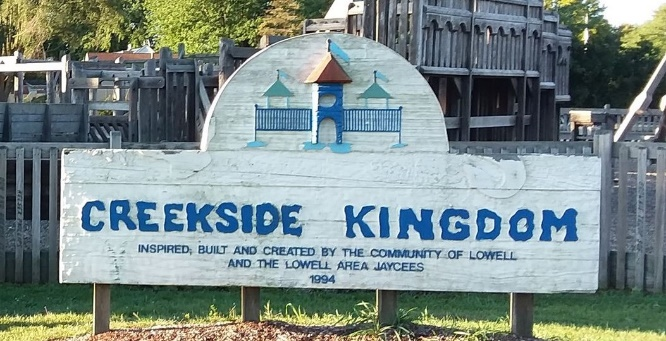 CREEKSIDE KINGDOM
INSPIRED, BUILT AND CREATED BY THE COMMUNITY OF LOWELL
AND THE LOWELL AREA JAYCEES
1994